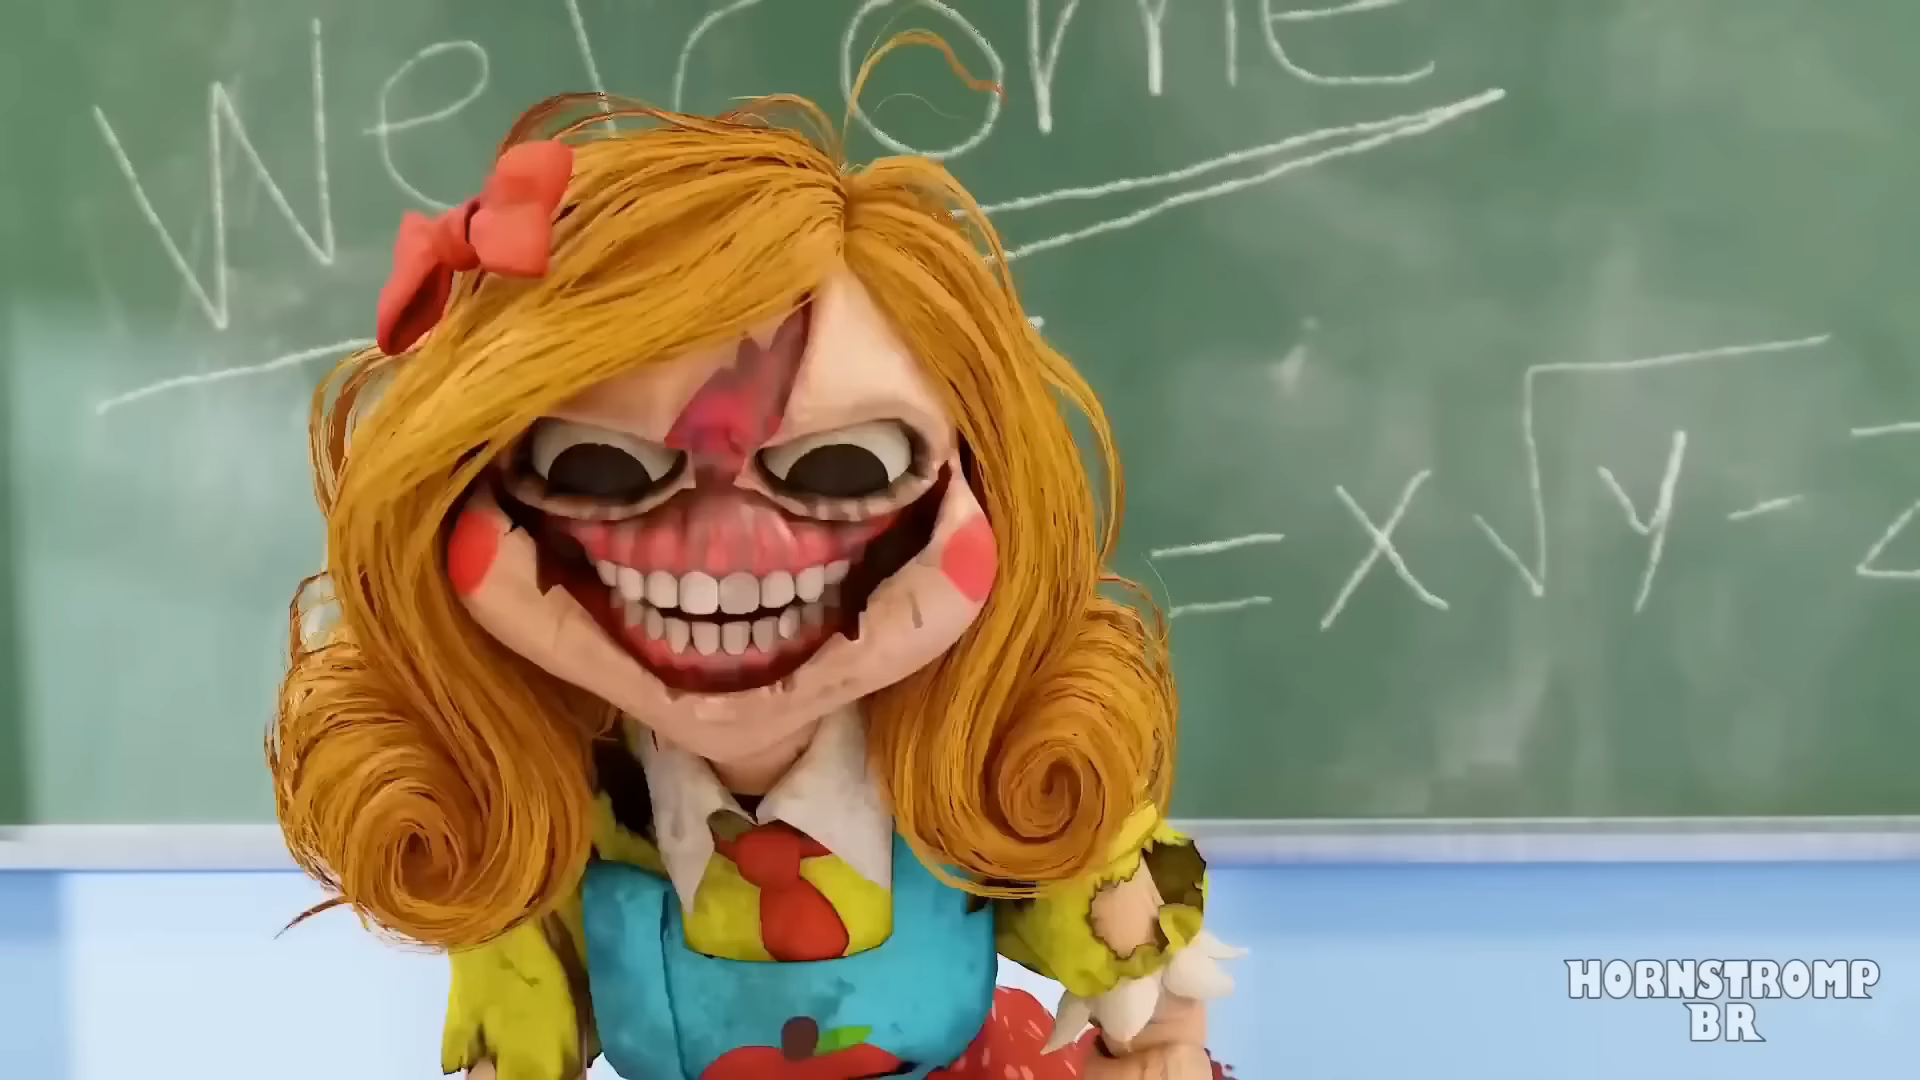 Welcome
= x√y - z =
HORNSTROMP
BR